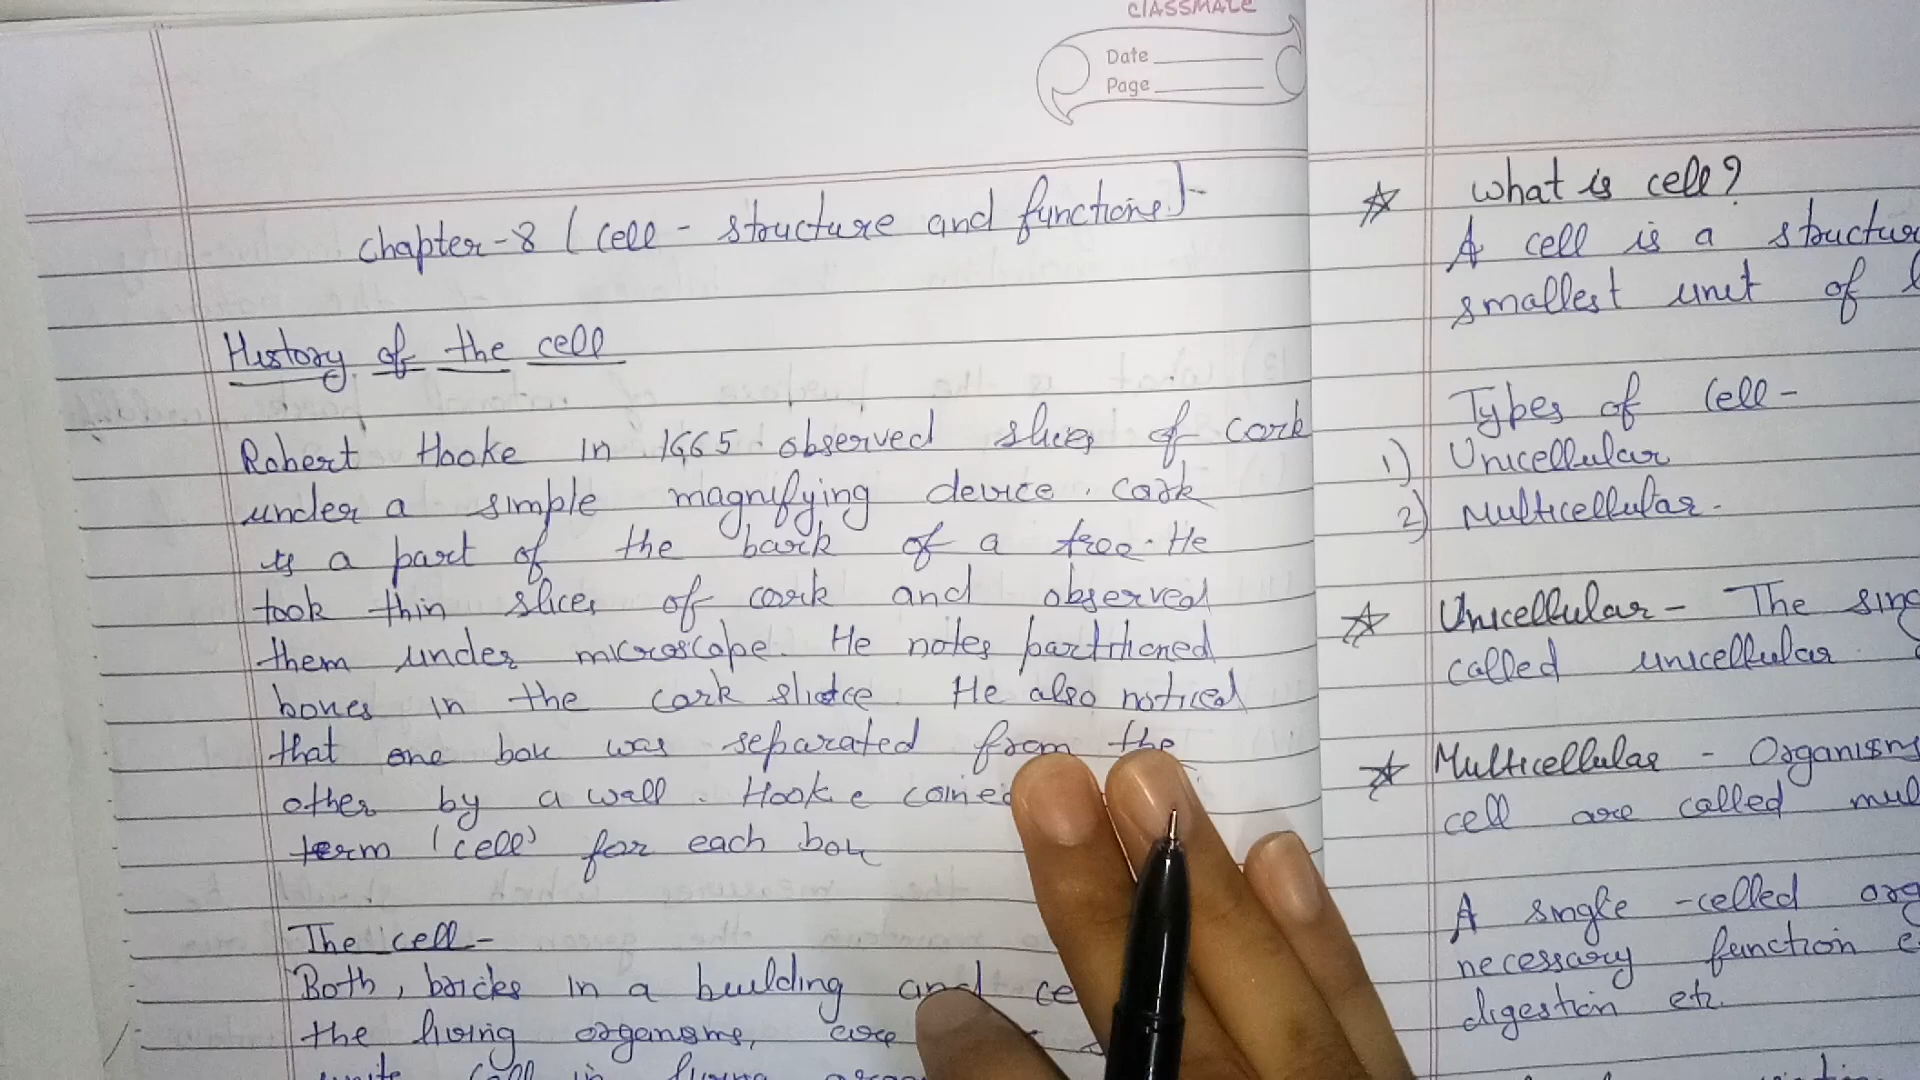 classmate
Date
Page
Chapter-8 (cell - structure and functions)-
History of the cell
Robert Hooke in 1665 observed slices of cork
under a simple magnifying device. Cork
is a part of the bark of a tree. He
took thin slices of cork and observed
them under microscope. He notes partitioned
boxes in the cork slice. He also noticed
that one box was separated from the
other by a wall. Hooke coined
term 'cell' for each box
The cell-
Both, bricks in a building and ce
the living organisms, are
units cell in living
What is cell?
A cell is a structur
smallest unit of
Types of Cell-
1) Unicellular
2) Multicellular.
Unicellular - The sing
called unicellular
Multicellular - Organisms
cell are called mul
A single -celled org
necessary function
digestion etc.